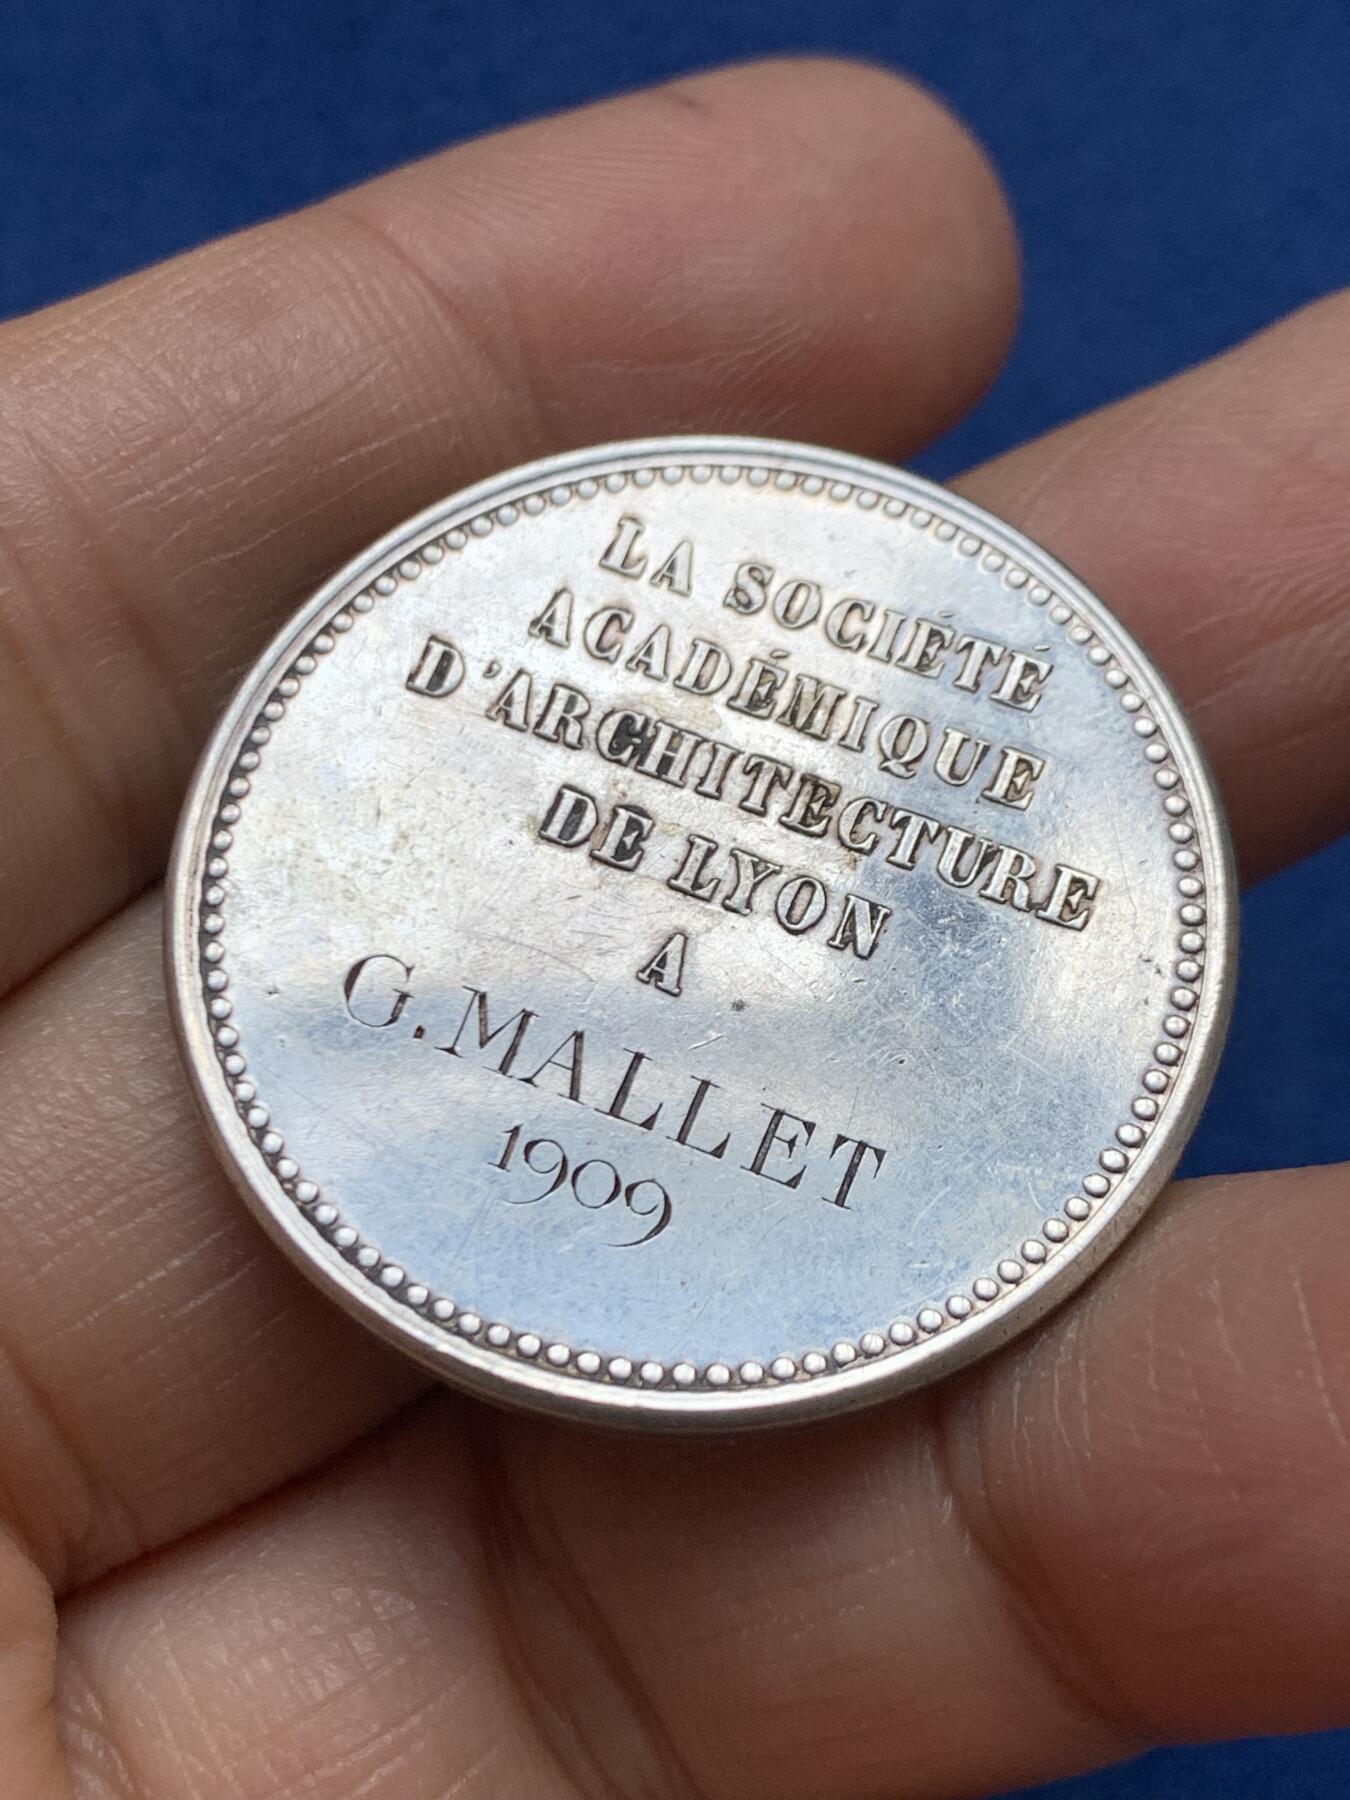 LA SOCIÉTÉ
ACADÉMIQUE
D'ARCHITECTURE
DE LYON
A
G. MALLET
1909